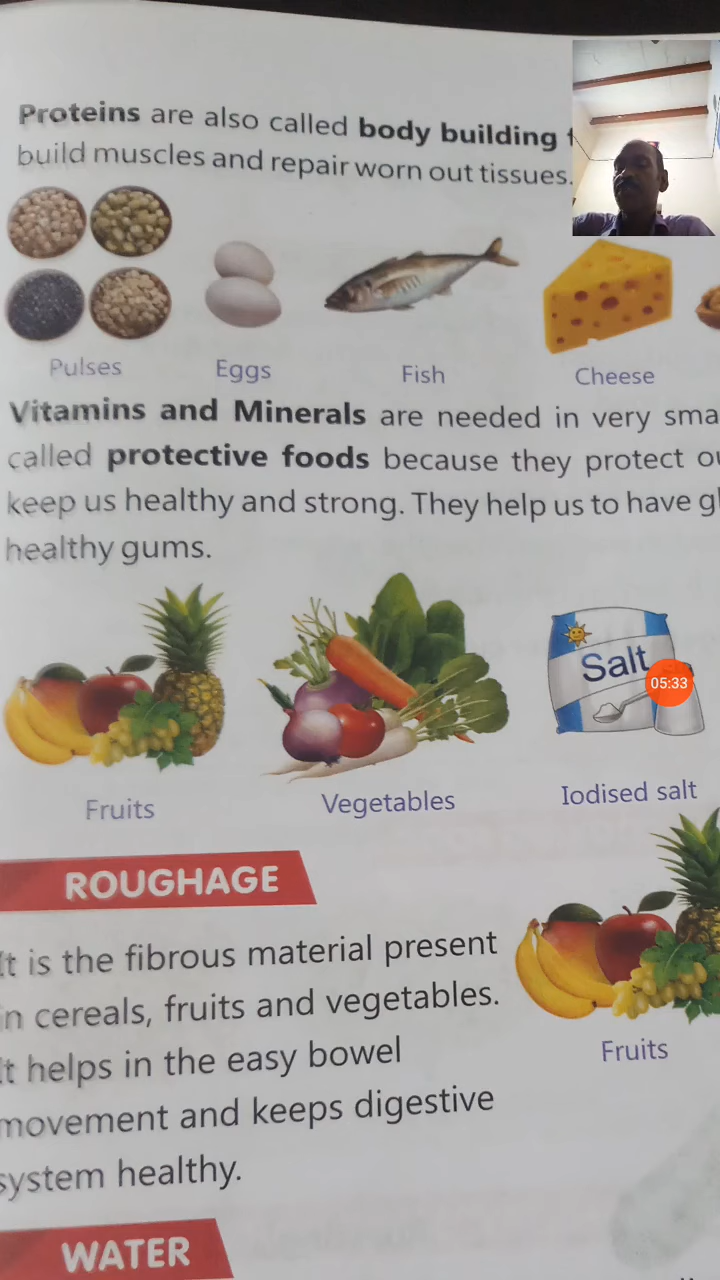 Proteins are also called body building
build muscles and repair worn out tissues.
Pulses
Eggs
Fish
Cheese
Vitamins and Minerals are needed in very
called protective foods because they protect
keep us healthy and strong. They help us to have
healthy gums.
Salt
05:33
Fruits
Vegetables
Iodised salt
ROUGHAGE
It is the fibrous material present
in cereals, fruits and vegetables.
It helps in the easy bowel
movement and keeps digestive
system healthy.
Fruits
WATER